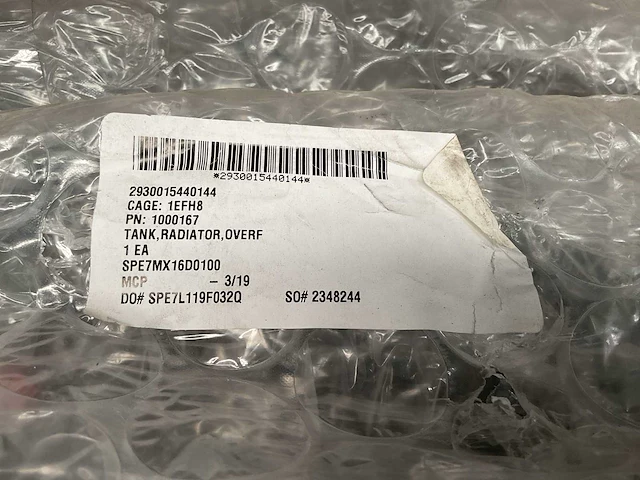 *2930015440144*
2930015440144
CAGE: 1EFH8
PN: 1000167
TANK,RADIATOR,OVERF
1 EA
SPE7MX16D0100
MCP - 3/19
DO# SPE7L119F032Q SO# 2348244